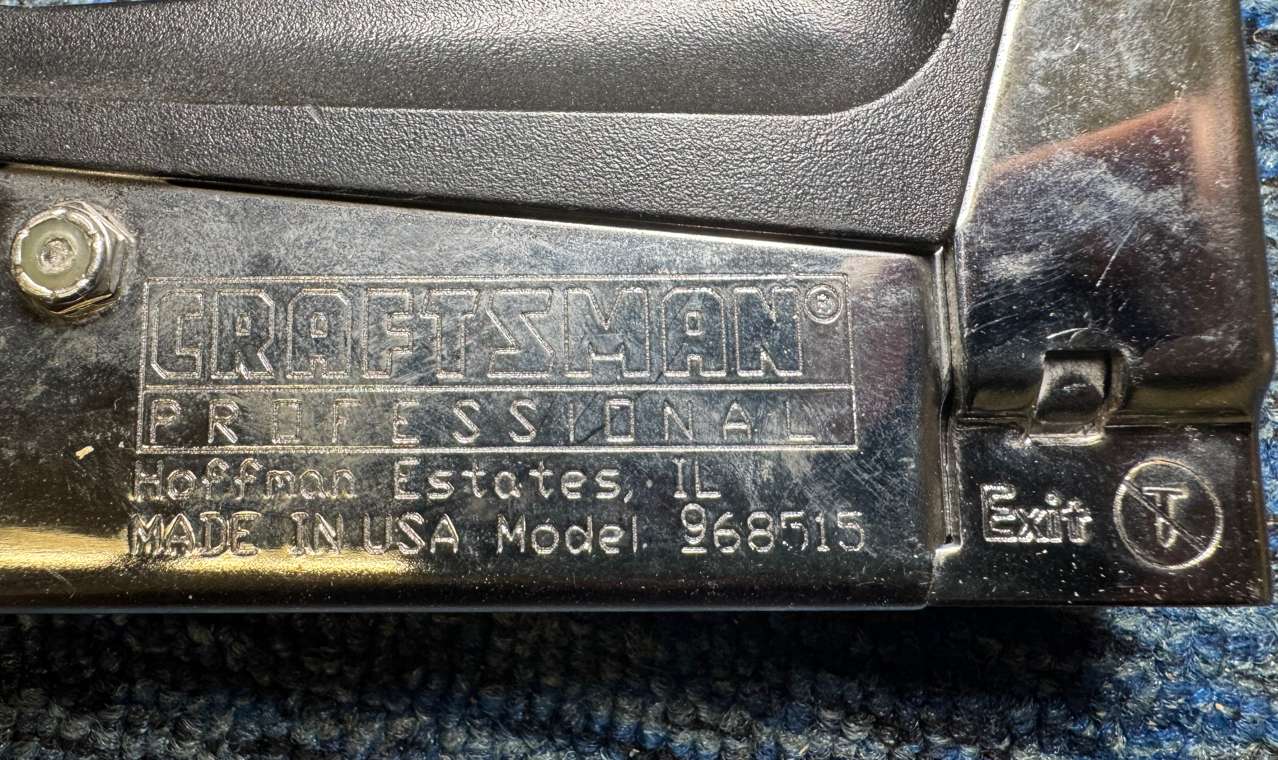 CRAFTSMAN®
PROFESSIONAL
Hoffman Estates, IL
MADE IN USA Model 968515
Exit